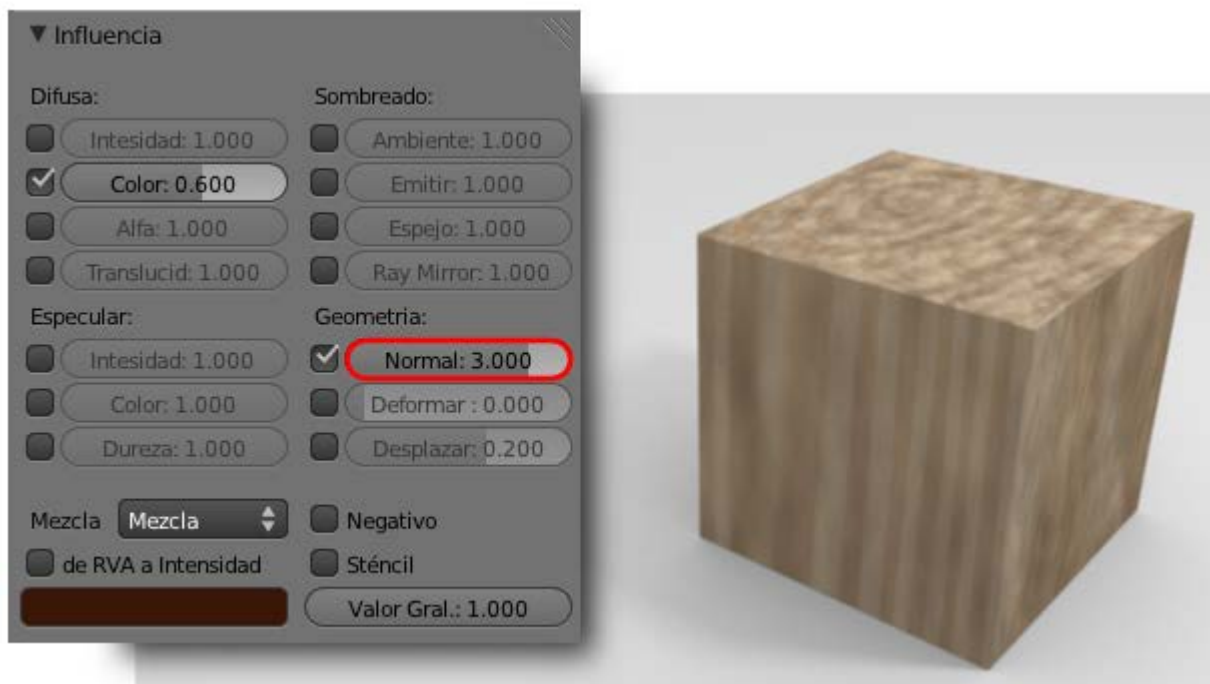 Influencia
Difusa:
Intesidad: 1.000
Color: 0.600
Alfa: 1.000
Translucid: 1.000
Sombreado:
Ambiente: 1.000
Emitir: 1.000
Espejo: 1.000
Ray Mirror: 1.000
Especular:
Intesidad: 1.000
Color: 1.000
Dureza: 1.000
Geometria:
Normal: 3.000
Deformar : 0.000
Desplazar: 0.200
Mezcla Mezcla
Negativo
de RVA a Intensidad
Sténcil
Valor Gral.: 1.000